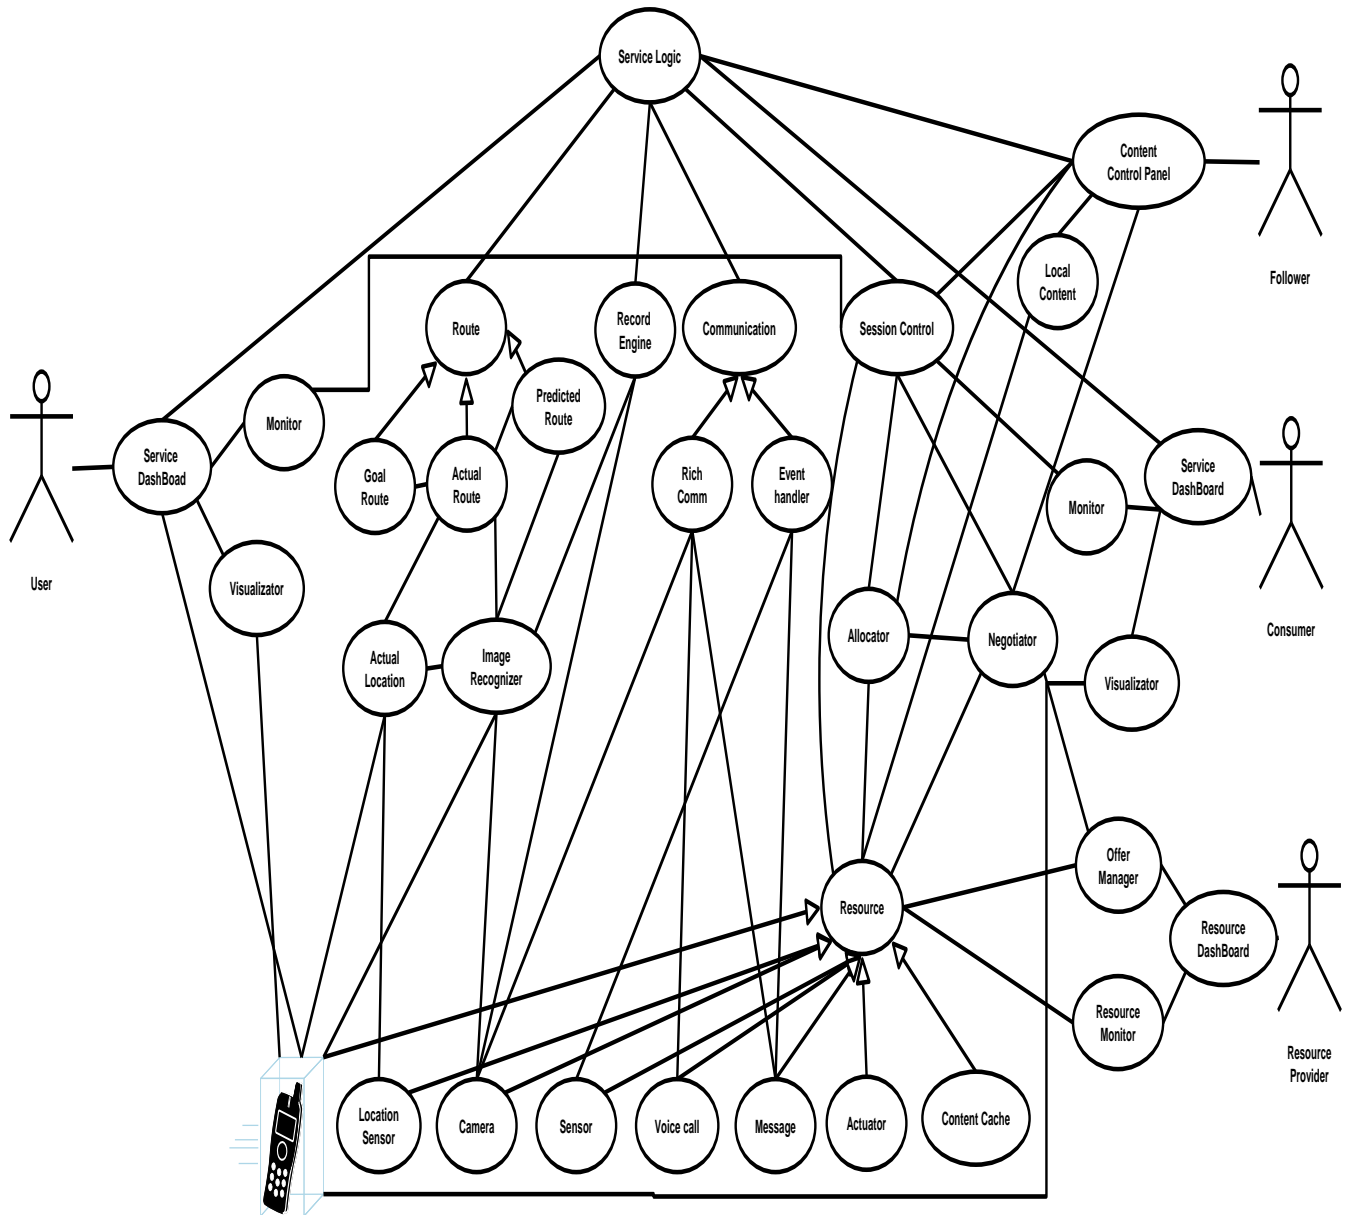 Service Logic
Content
Control Panel
Local
Content
Follower
Route
Record
Engine
Communication
Session Control
Predicted
Route
Monitor
Service
DashBoad
User
Goal
Route
Actual
Route
Rich
Comm
Event
handler
Monitor
Service
DashBoard
Consumer
Visualizator
Actual
Location
Image
Recognizer
Allocator
Negotiator
Visualizator
Resource
Offer
Manager
Resource
DashBoard
Resource
Monitor
Resource
Provider
Location
Sensor
Camera
Sensor
Voice call
Message
Actuator
Content Cache